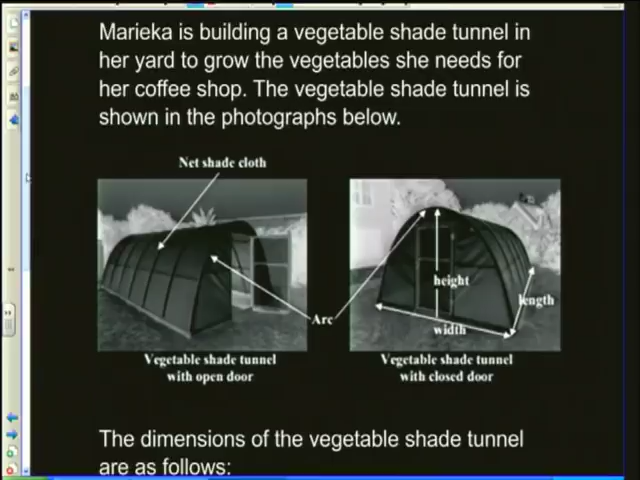 Marieka is building a vegetable shade tunnel in
her yard to grow the vegetables she needs for
her coffee shop. The vegetable shade tunnel is
shown in the photographs below.
Net shade cloth
height
length
Arc
width
Vegetable shade tunnel
with open door
Vegetable shade tunnel
with closed door
The dimensions of the vegetable shade tunnel
are as follows: